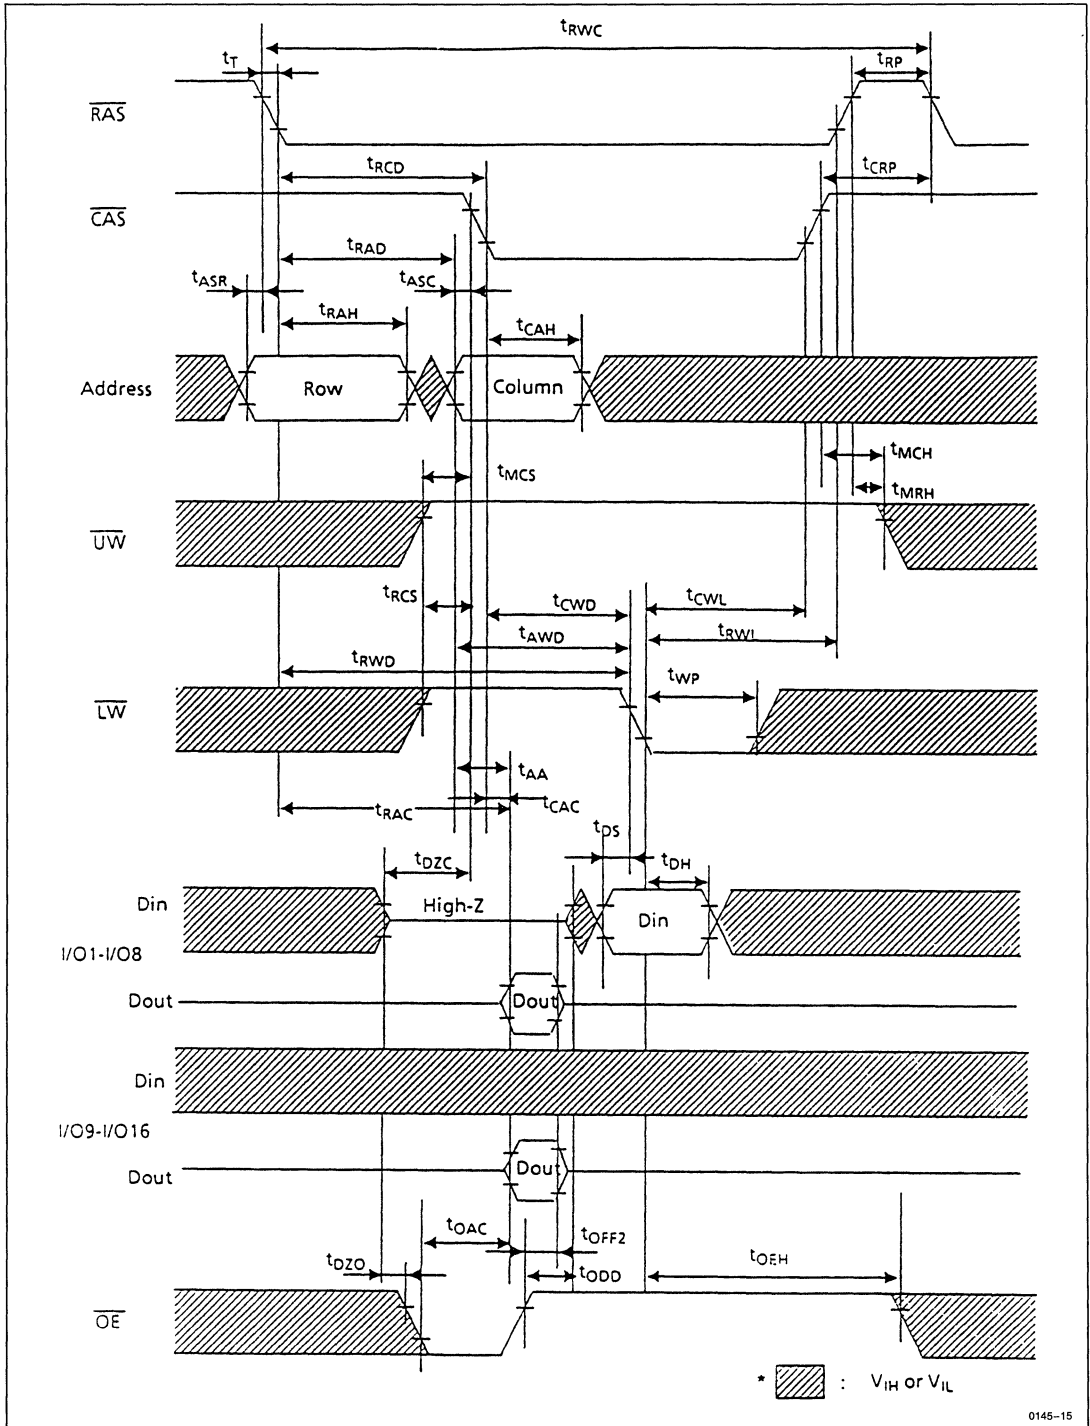 tRWC
tT
tRP
RAS
tRCD
tCRP
CAS
tRAD
tASR
tASC
tRAH
tCAH
Address
Row
Column
tMCH
tMCS
tMRH
UW
tRCS
tCWD
tCWL
tAWD
tRWL
tRWD
tWP
LW
tAA
tCAC
tRAC
tDS
tDZC
tDH
Din
High-Z
Din
I/O1-I/O8
Dout
Dout
Din
I/O9-I/O16
Dout
Dout
tOAC
tOFF2
tDZO
tODD
tOEH
OE
* : VIH or VIL
0145-15